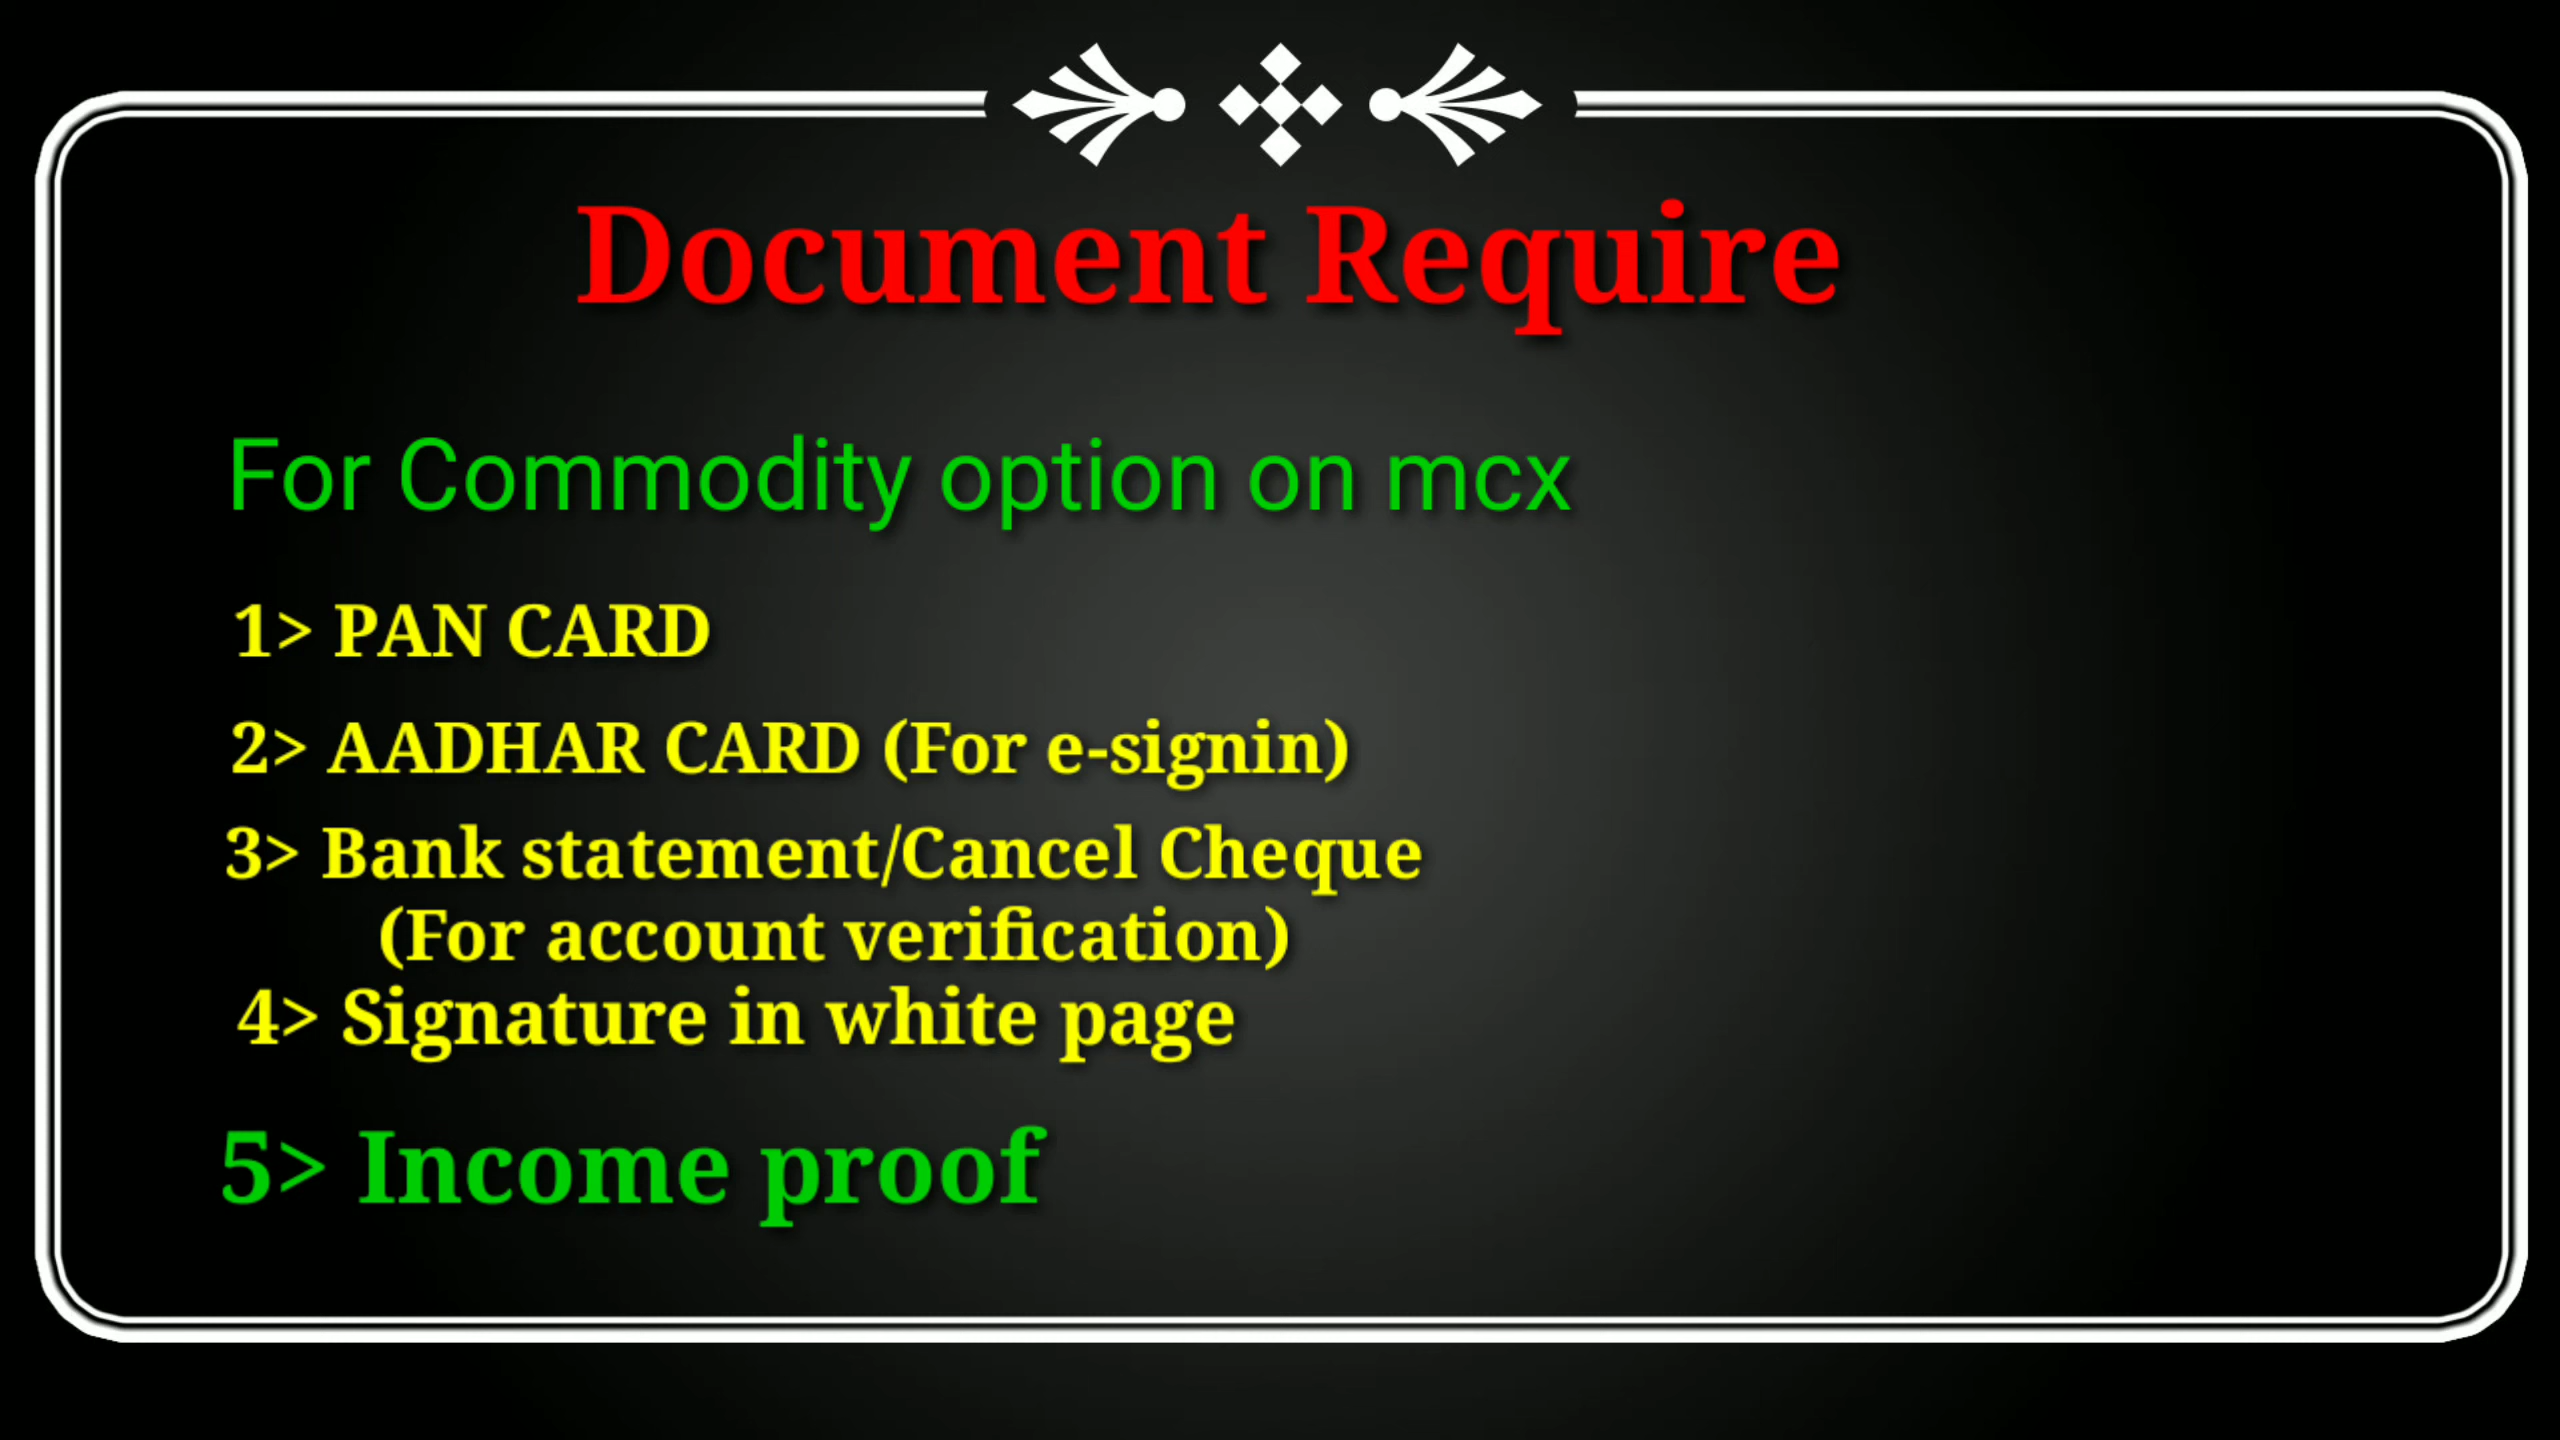 Document Require
For Commodity option on mcx
1> PAN CARD
2> AADHAR CARD (For e-signin)
3> Bank statement/Cancel Cheque
(For account verification)
4> Signature in white page
5> Income proof